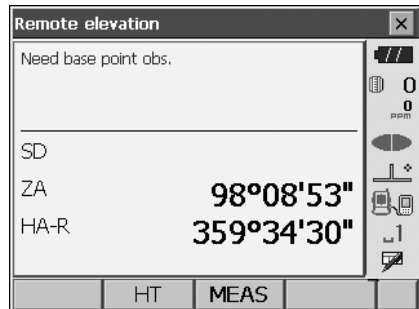 Remote elevation
Need base point obs.
0
0
PPM
SD
ZA 98°08'53"
HA-R 359°34'30"
1
HT MEAS